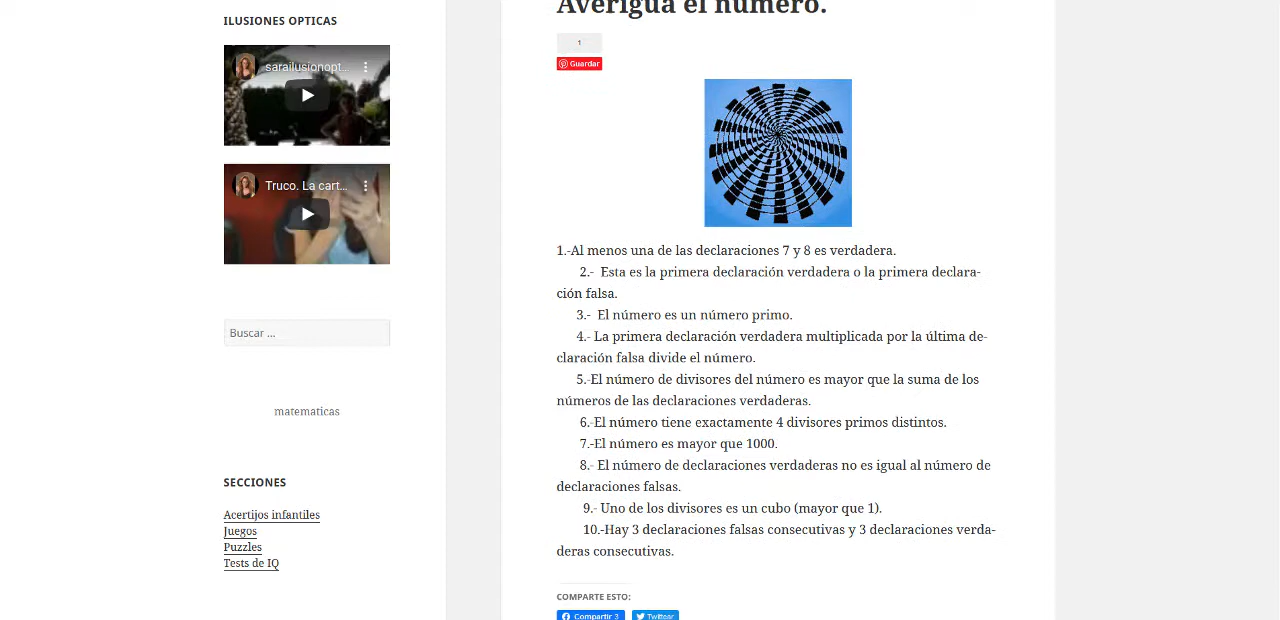 ILUSIONES OPTICAS
sarailusionopt...
Truco. La cart...
Buscar ...
matematicas
SECCIONES
Acertijos infantiles
Juegos
Puzzles
Tests de IQ
Averigua el número.
1
Guardar
1.-Al menos una de las declaraciones 7 y 8 es verdadera.
2.- Esta es la primera declaración verdadera o la primera declara-
ción falsa.
3.- El número es un número primo.
4.- La primera declaración verdadera multiplicada por la última de-
claración falsa divide el número.
5.-El número de divisores del número es mayor que la suma de los
números de las declaraciones verdaderas.
6.-El número tiene exactamente 4 divisores primos distintos.
7.-El número es mayor que 1000.
8.- El número de declaraciones verdaderas no es igual al número de
declaraciones falsas.
9.- Uno de los divisores es un cubo (mayor que 1).
10.-Hay 3 declaraciones falsas consecutivas y 3 declaraciones verda-
deras consecutivas.
COMPARTE ESTO:
Compartir 3
Twittear